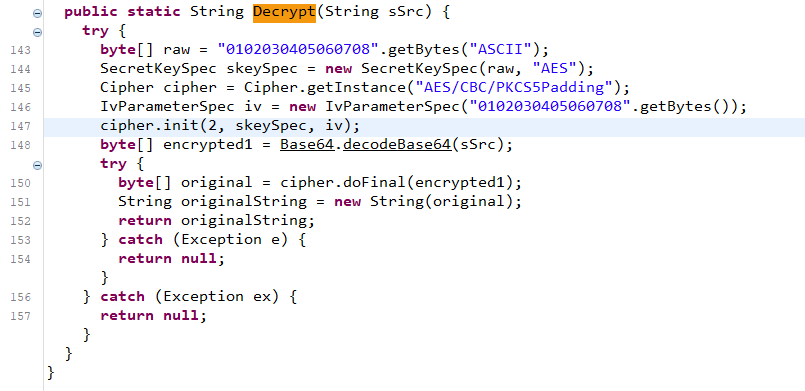 public static String Decrypt(String sSrc) {
try {
143 byte[] raw = "0102030405060708".getBytes("ASCII");
144 SecretKeySpec skeySpec = new SecretKeySpec(raw, "AES");
145 Cipher cipher = Cipher.getInstance("AES/CBC/PKCS5Padding");
146 IvParameterSpec iv = new IvParameterSpec("0102030405060708".getBytes());
147 cipher.init(2, skeySpec, iv);
148 byte[] encrypted1 = Base64.decodeBase64(sSrc);
try {
150 byte[] original = cipher.doFinal(encrypted1);
151 String originalString = new String(original);
152 return originalString;
153 } catch (Exception e) {
154 return null;
}
156 } catch (Exception ex) {
157 return null;
}
}
}